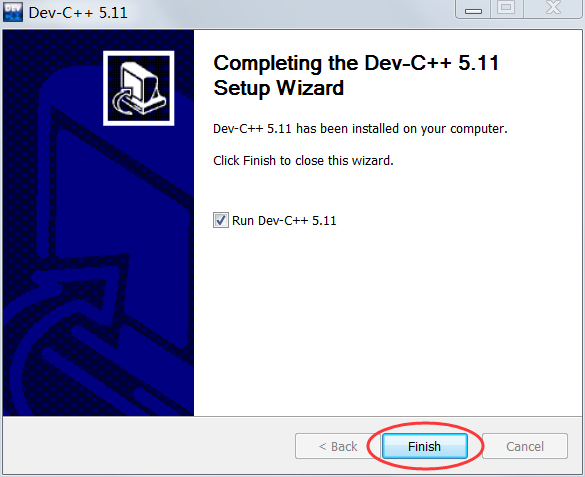 DEV
Dev-C++ 5.11
Completing the Dev-C++ 5.11
Setup Wizard
Dev-C++ 5.11 has been installed on your computer.
Click Finish to close this wizard.
Run Dev-C++ 5.11
< Back
Finish
Cancel